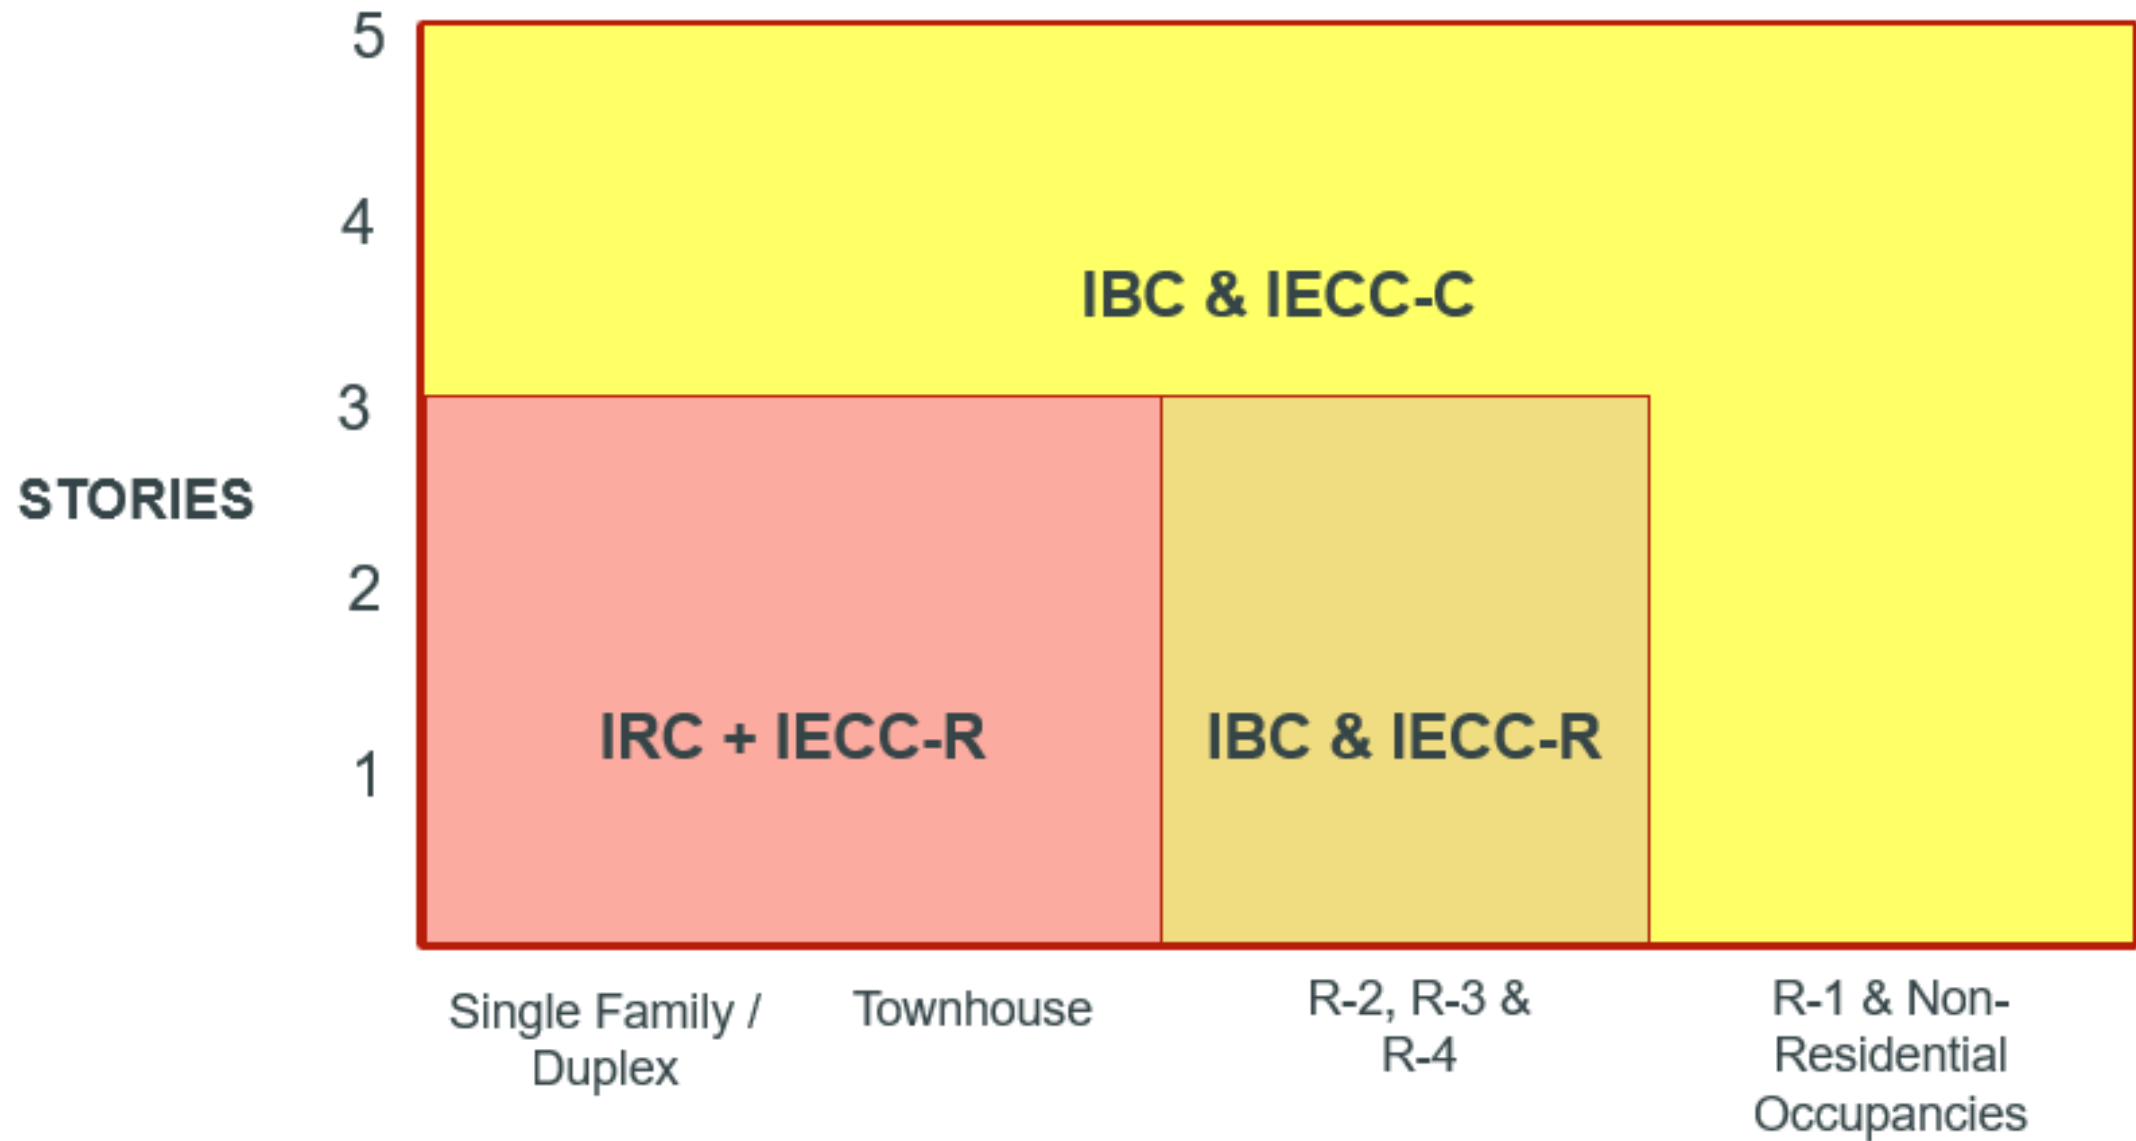 5
4
IBC & IECC-C
3
STORIES
2
IRC + IECC-R
IBC & IECC-R
1
Single Family /
Duplex
Townhouse
R-2, R-3 &
R-4
R-1 & Non-
Residential
Occupancies